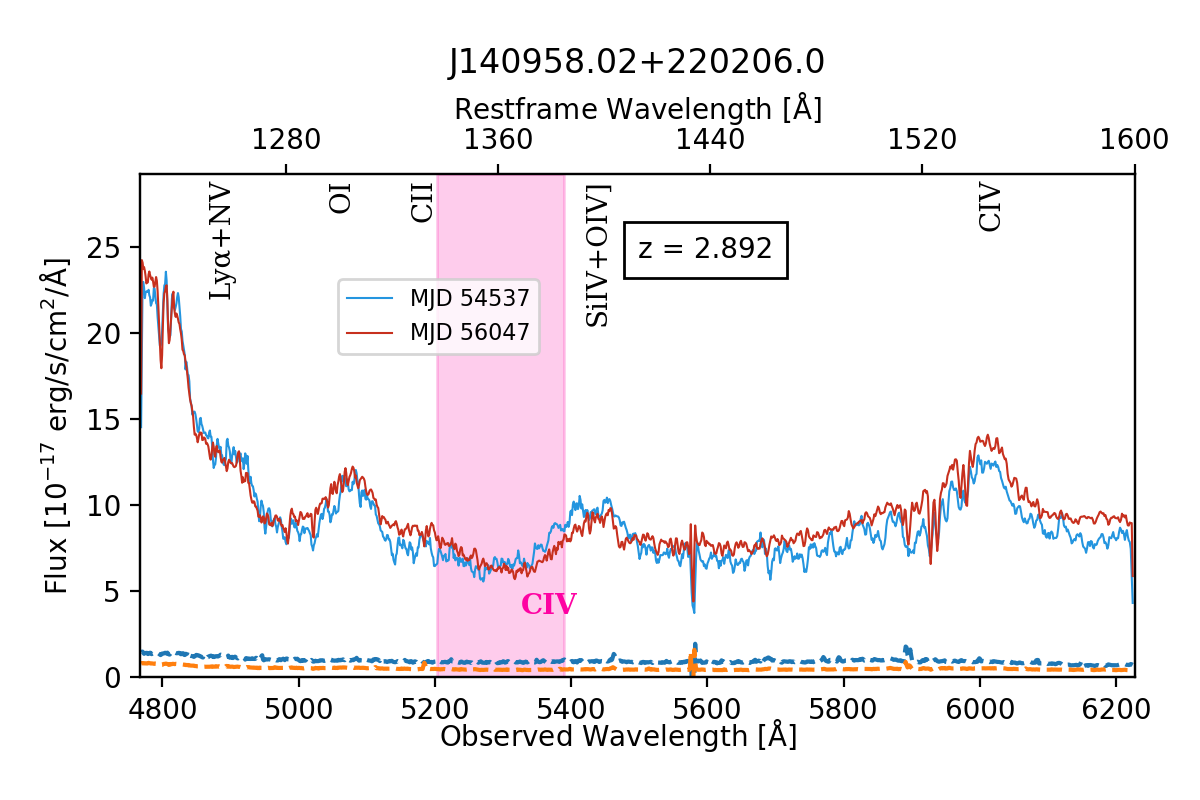 J140958.02+220206.0
Restframe Wavelength [Å]
1280 1360 1440 1520 1600
Lyα+NV
OI
CII
SiIV+OIV]
CIV
z = 2.892
MJD 54537
MJD 56047
CIV
Flux [10⁻¹⁷ erg/s/cm²/Å]
25
20
15
10
5
0
4800 5000 5200 5400 5600 5800 6000 6200
Observed Wavelength [Å]